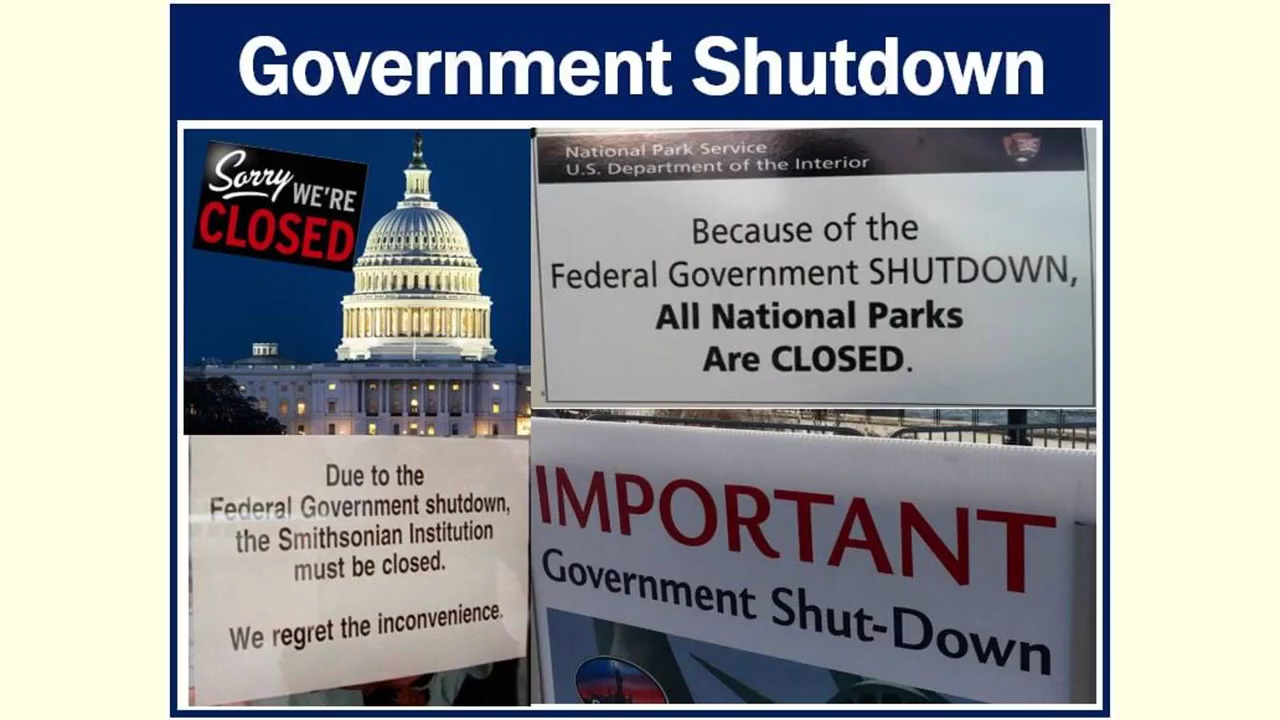 Government Shutdown
Sorry
WE'RE
CLOSED
National Park Service
U.S. Department of the Interior
Because of the
Federal Government SHUTDOWN,
All National Parks
Are CLOSED.
Due to the
Federal Government shutdown,
the Smithsonian Institution
must be closed.
We regret the inconvenience.
IMPORTANT
Government Shut-Down